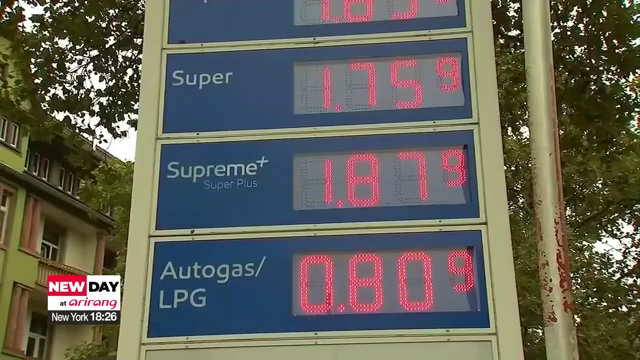 Super
1.75⁹
Supreme+
Super Plus
1.87⁹
Autogas/
LPG
0.80⁹
NEW DAY
at arirang
New York 18:26